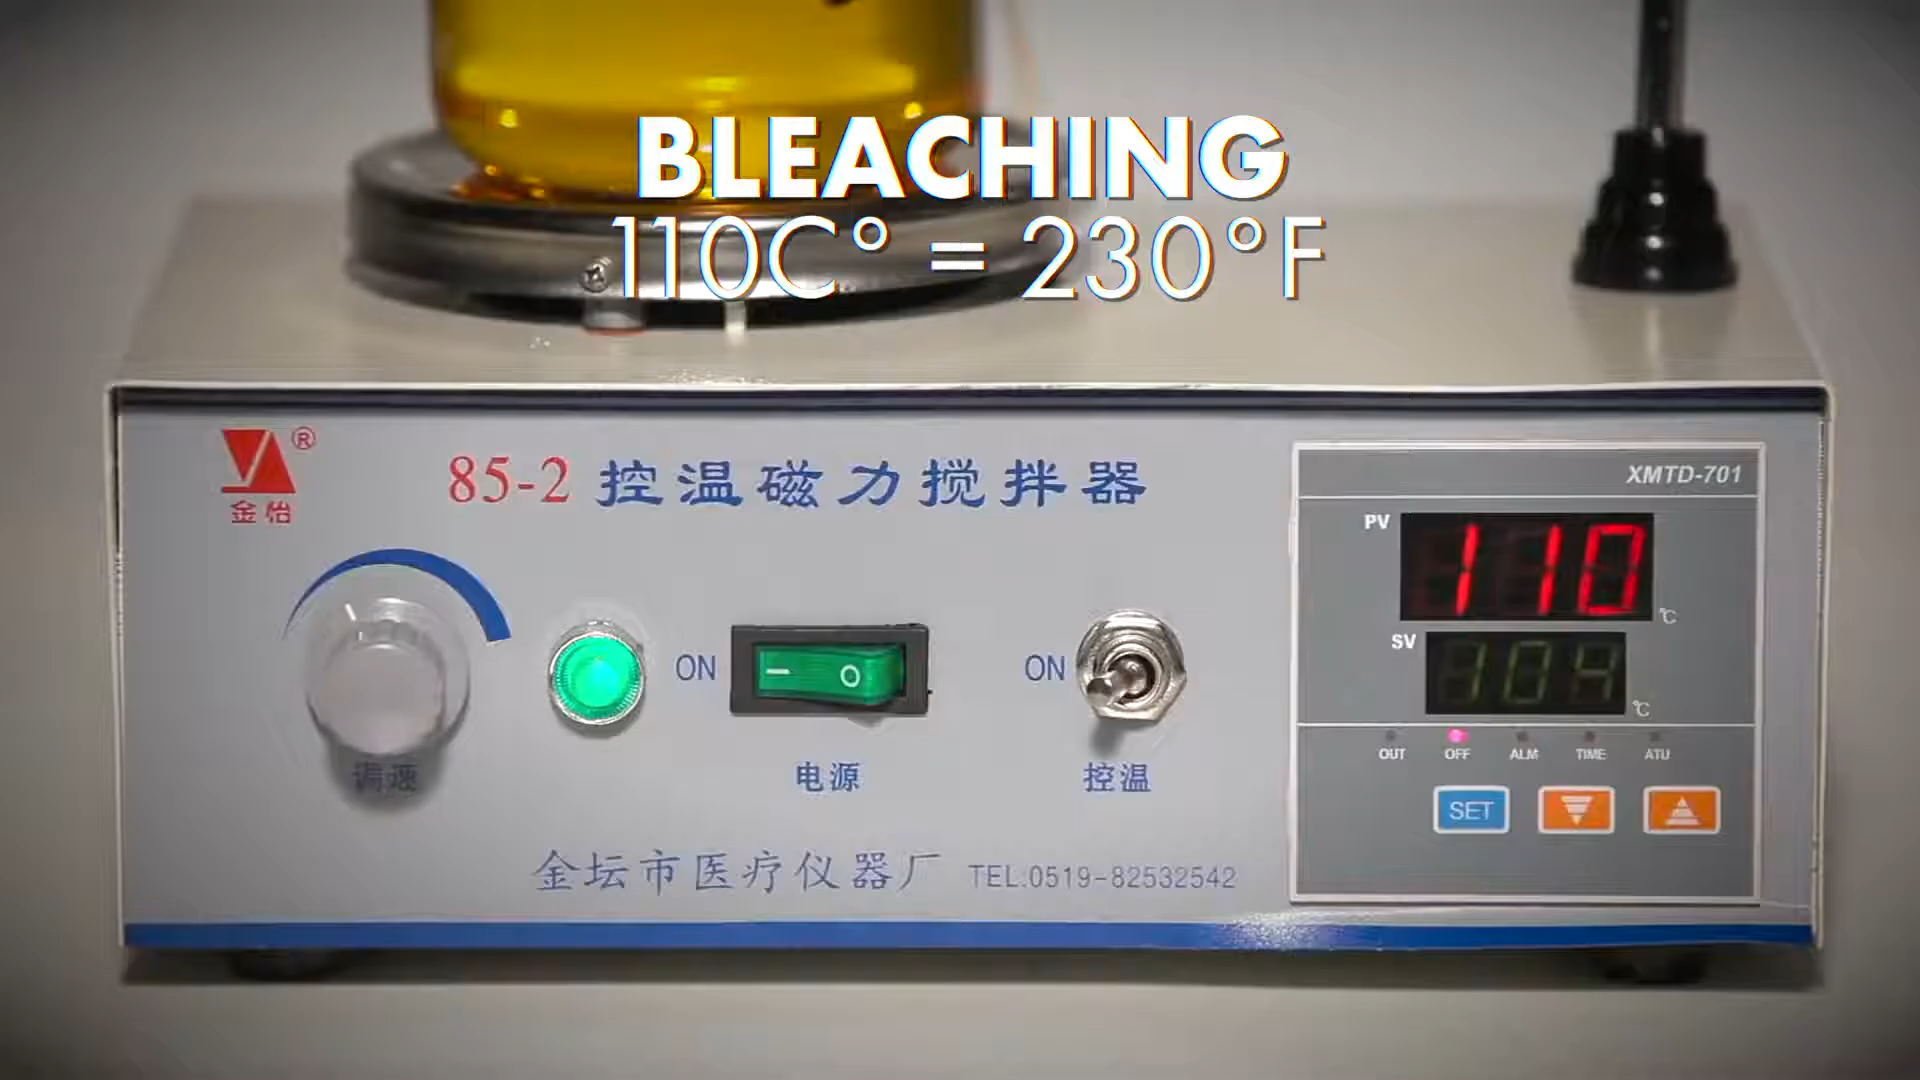 BLEACHING
110C° = 230°F
®
金怡
85-2 控温磁力搅拌器
XMTD-701
PV 110 ℃
SV 104 ℃
ON
— O
ON
OUT OFF ALM TIME ATU
调速
电源
控温
SET
金坛市医疗仪器厂 TEL.0519-82532542